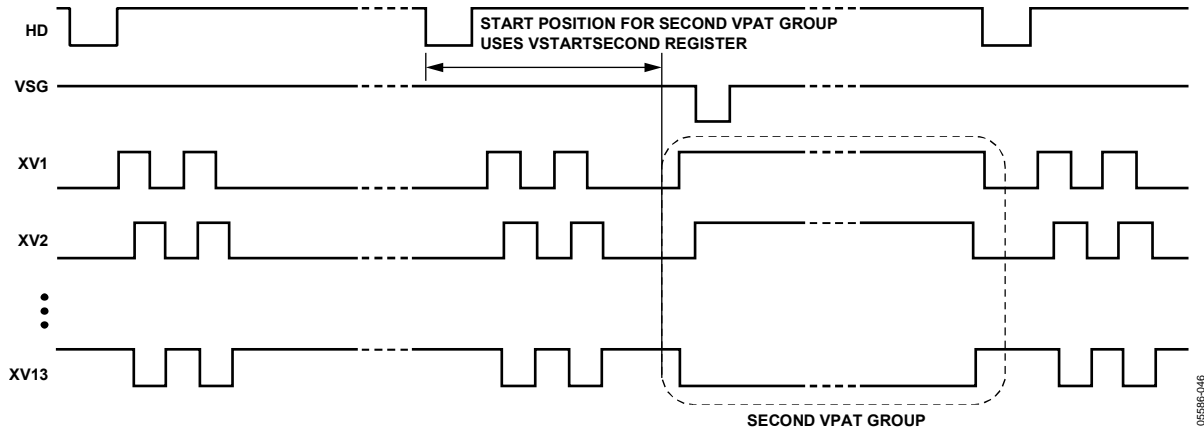 HD
START POSITION FOR SECOND VPAT GROUP
USES VSTARTSECOND REGISTER
VSG
XV1
XV2
XV13
SECOND VPAT GROUP
05586-046